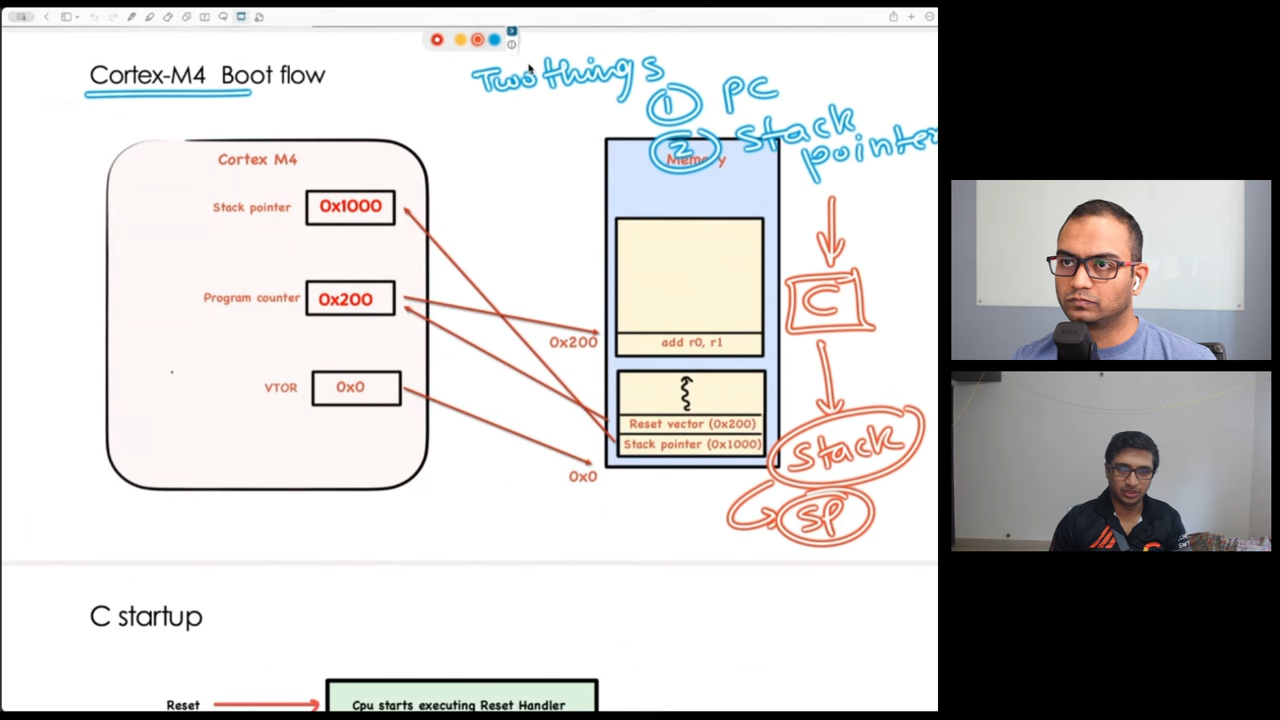 Cortex-M4 Boot flow
Two things
1 PC
2 Stack pointer
Cortex M4
Memory
Stack pointer 0x1000
Program counter 0x200
0x200 add r0, r1
C
VTOR 0x0
Reset vector (0x200)
Stack pointer (0x1000)
0x0
Stack
SP
C startup
Reset
Cpu starts executing Reset Handler